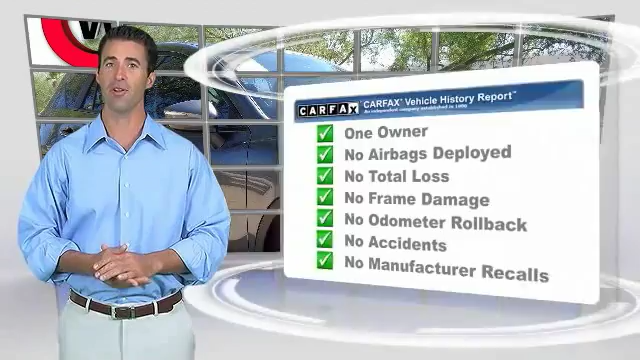 W
CARFAX CARFAX® Vehicle History Report™
An independent company established in 1986
One Owner
No Airbags Deployed
No Total Loss
No Frame Damage
No Odometer Rollback
No Accidents
No Manufacturer Recalls